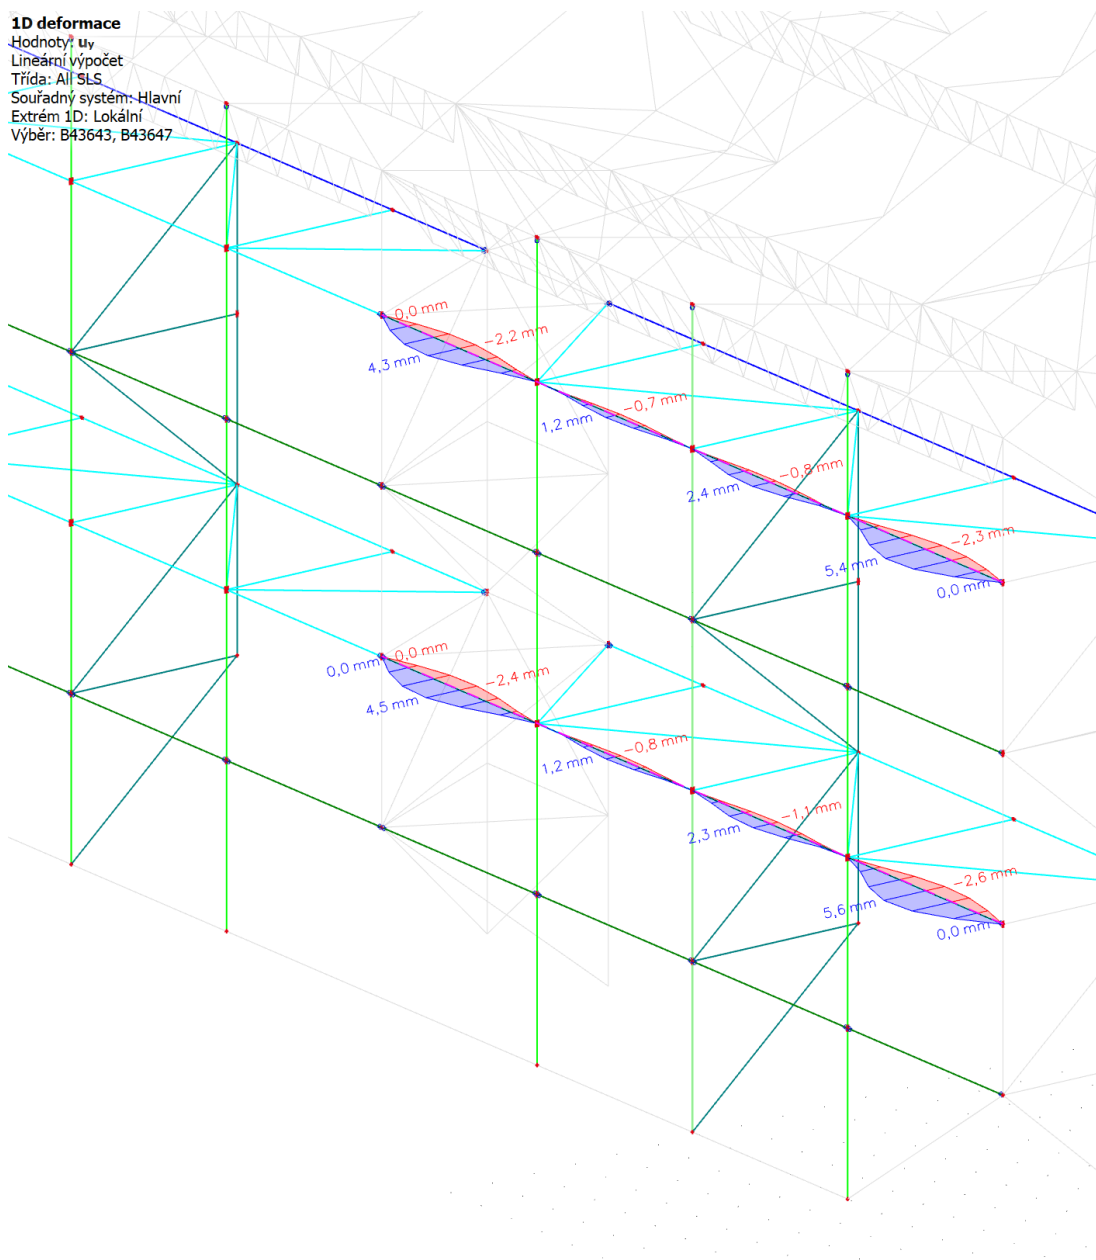 1D deformace
Hodnoty: uy
Lineární výpočet
Třída: All SLS
Souřadný systém: Hlavní
Extrém 1D: Lokální
Výběr: B43643, B43647
0,0 mm
-2,2 mm
4,3 mm
-0,7 mm
1,2 mm
-0,8 mm
2,4 mm
-2,3 mm
5,4 mm
0,0 mm
0,0 mm
0,0 mm
-2,4 mm
4,5 mm
-0,8 mm
1,2 mm
-1,1 mm
2,3 mm
-2,6 mm
5,6 mm
0,0 mm